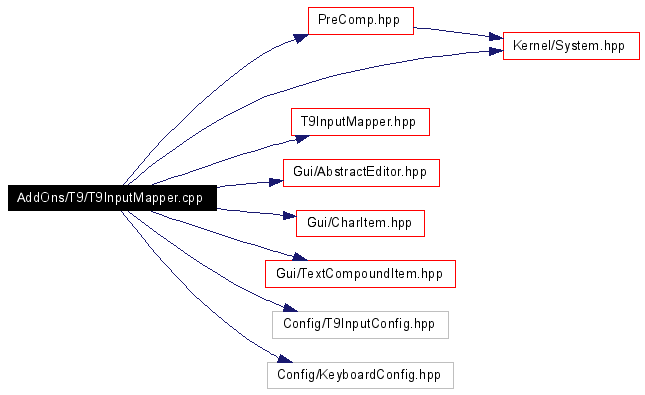 PreComp.hpp
Kernel/System.hpp
T9InputMapper.hpp
Gui/AbstractEditor.hpp
AddOns/T9/T9InputMapper.cpp
Gui/CharItem.hpp
Gui/TextCompoundItem.hpp
Config/T9InputConfig.hpp
Config/KeyboardConfig.hpp